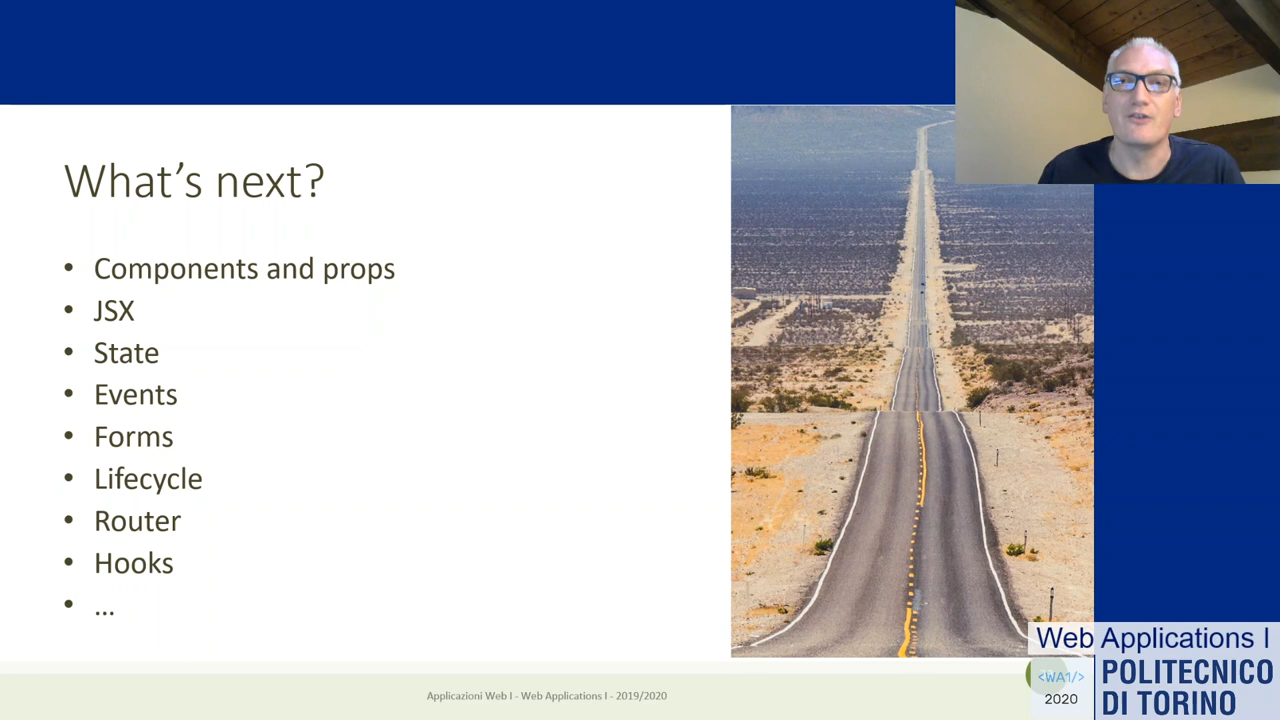 What's next?
• Components and props
• JSX
• State
• Events
• Forms
• Lifecycle
• Router
• Hooks
• ...
Applicazioni Web I - Web Applications I - 2019/2020
Web Applications I
<WA1/>
2020
POLITECNICO
DI TORINO